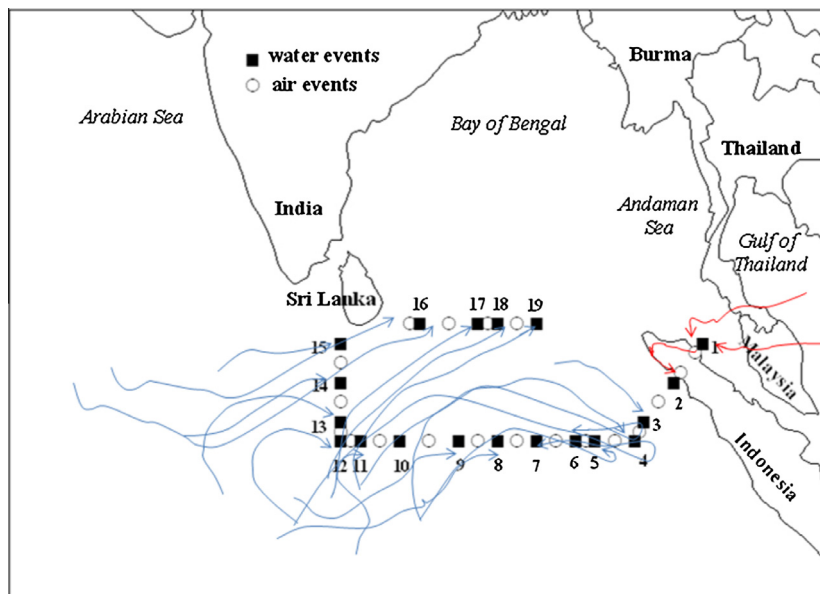 water events
air events
Burma
Arabian Sea
Bay of Bengal
Thailand
Andaman
Sea
India
Gulf of
Thailand
Sri Lanka
16
17
18
19
15
1
Malaysia
14
2
13
3
12
11
10
9
8
7
6
5
4
Indonesia